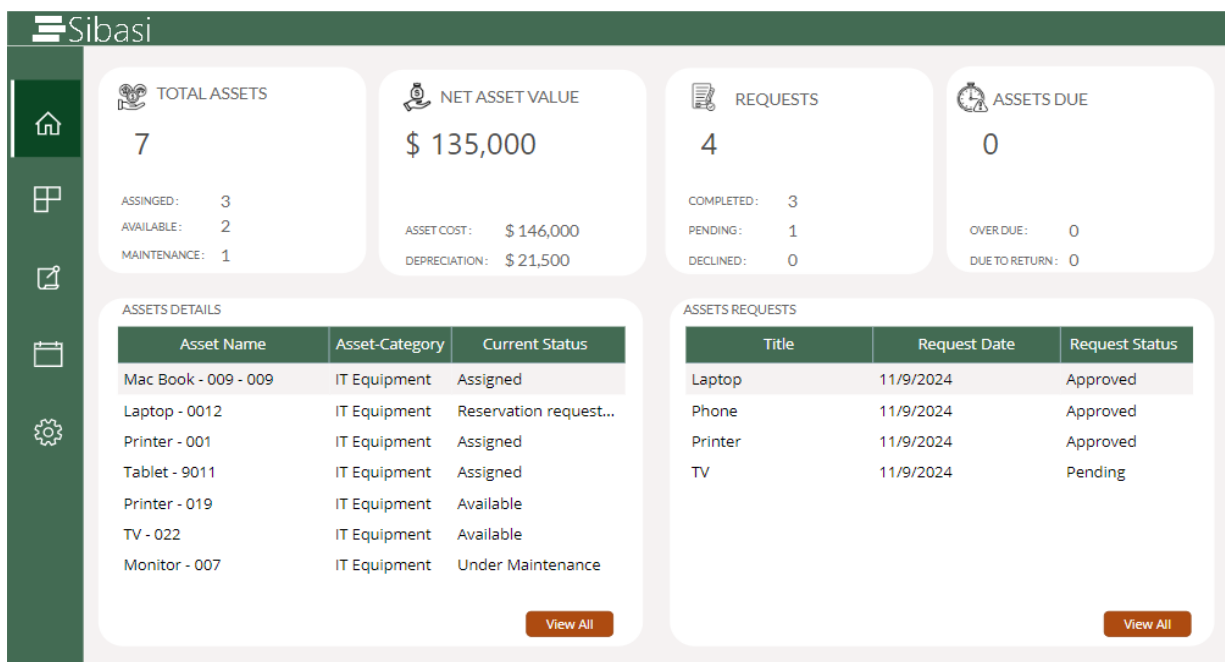 Sibasi
TOTAL ASSETS
7
ASSINGED: 3
AVAILABLE: 2
MAINTENANCE: 1
NET ASSET VALUE
$ 135,000
ASSET COST: $ 146,000
DEPRECIATION: $ 21,500
REQUESTS
4
COMPLETED: 3
PENDING: 1
DECLINED: 0
ASSETS DUE
0
OVER DUE: 0
DUE TO RETURN: 0
ASSETS DETAILS
Asset Name Asset-Category Current Status
Mac Book - 009 - 009 IT Equipment Assigned
Laptop - 0012 IT Equipment Reservation request...
Printer - 001 IT Equipment Assigned
Tablet - 9011 IT Equipment Assigned
Printer - 019 IT Equipment Available
TV - 022 IT Equipment Available
Monitor - 007 IT Equipment Under Maintenance
View All
ASSETS REQUESTS
Title Request Date Request Status
Laptop 11/9/2024 Approved
Phone 11/9/2024 Approved
Printer 11/9/2024 Approved
TV 11/9/2024 Pending
View All